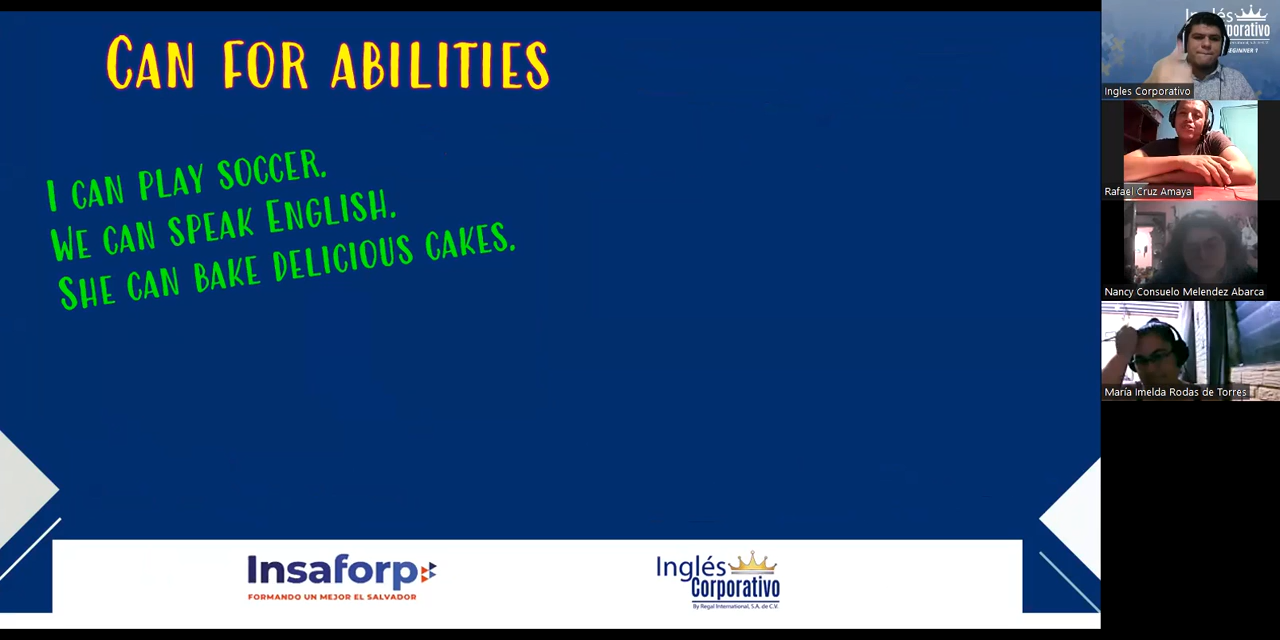 CAN FOR ABILITIES
I CAN PLAY SOCCER.
WE CAN SPEAK ENGLISH.
SHE CAN BAKE DELICIOUS CAKES.
Insaforp
FORMANDO UN MEJOR EL SALVADOR
Inglés
Corporativo
By Regal International, S.A. de C.V.
Inglés
Corporativo
BEGINNER 1
Ingles Corporativo
Rafael Cruz Amaya
Nancy Consuelo Melendez Abarca
María Imelda Rodas de Torres